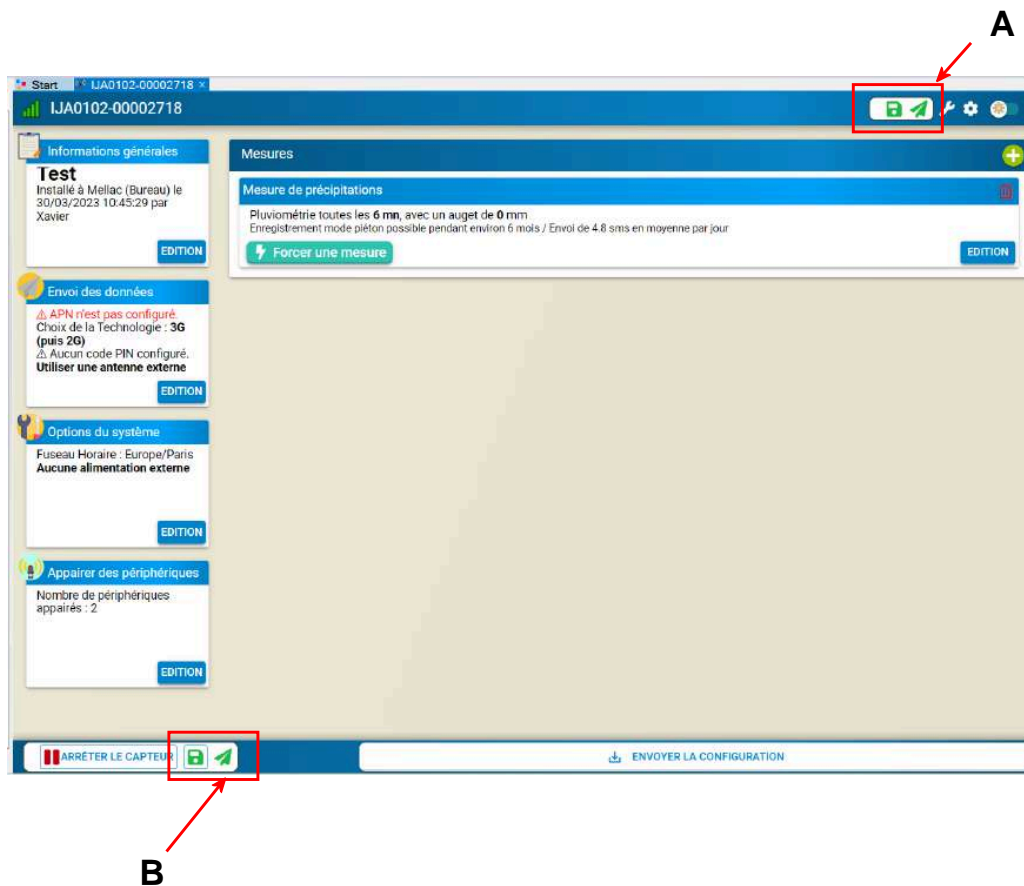 A
Start IJA0102-00002718 ×
IJA0102-00002718
Informations générales
Test
Installé à Mellac (Bureau) le
30/03/2023 10:45:29 par
Xavier
EDITION
Envoi des données
⚠ APN n'est pas configuré.
Choix de la Technologie : 3G
(puis 2G)
⚠ Aucun code PIN configuré.
Utiliser une antenne externe
EDITION
Options du système
Fuseau Horaire : Europe/Paris
Aucune alimentation externe
EDITION
Appairer des périphériques
Nombre de périphériques
appairés : 2
EDITION
Mesures
Mesure de précipitations
Pluviométrie toutes les 6 mn, avec un auget de 0 mm
Enregistrement mode piéton possible pendant environ 6 mois / Envoi de 4.8 sms en moyenne par jour
Forcer une mesure
EDITION
ARRÊTER LE CAPTEUR
ENVOYER LA CONFIGURATION
B